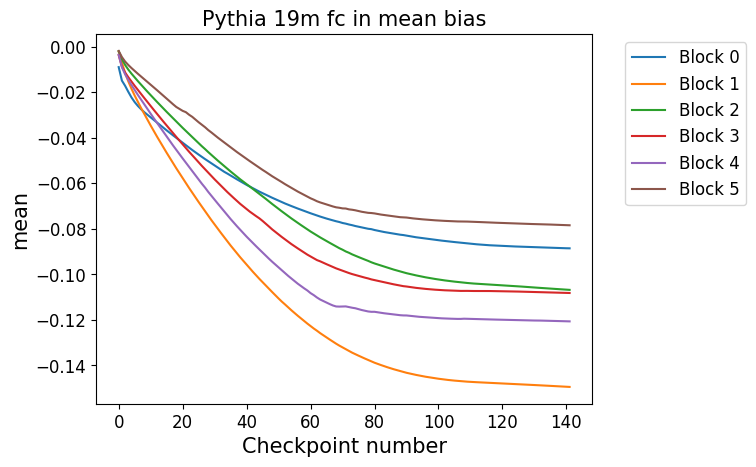 Pythia 19m fc in mean bias
0.00
−0.02
−0.04
−0.06
−0.08
−0.10
−0.12
−0.14
mean
0 20 40 60 80 100 120 140
Checkpoint number
Block 0
Block 1
Block 2
Block 3
Block 4
Block 5